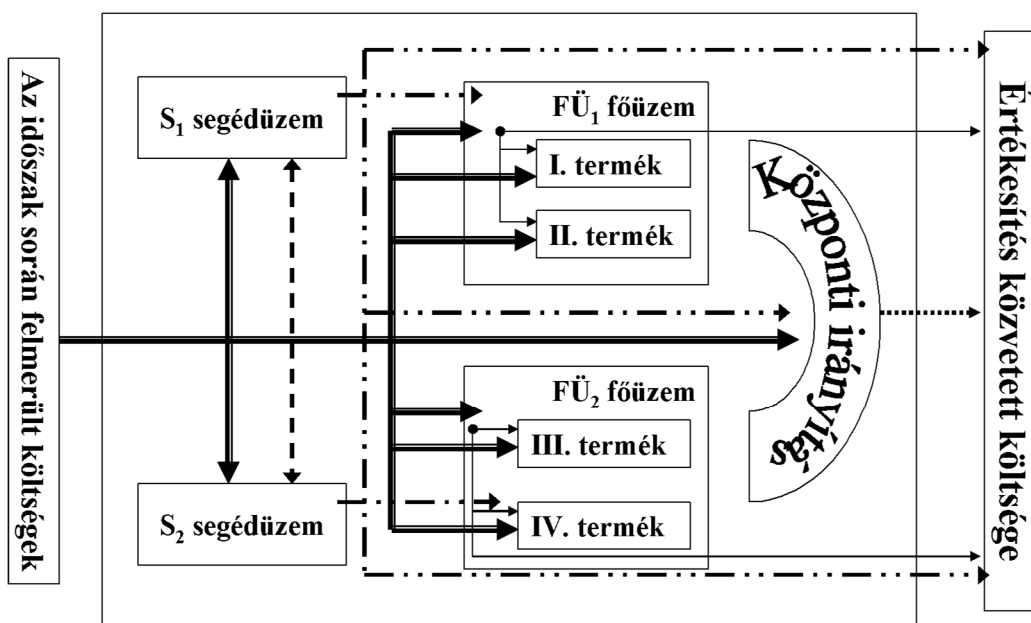 Az időszak során felmerült költségek
S1 segédüzem
S2 segédüzem
FÜ1 főüzem
I. termék
II. termék
FÜ2 főüzem
III. termék
IV. termék
Központi irányítás
Értékesítés közvetett költsége